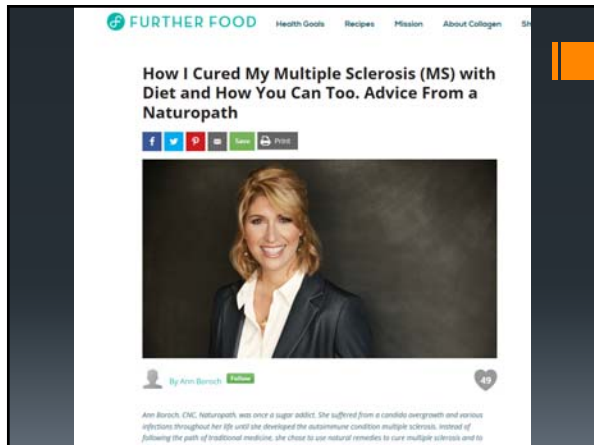 FURTHER FOOD Health Goals Recipes Mission About Collagen Sh
How I Cured My Multiple Sclerosis (MS) with
Diet and How You Can Too. Advice From a
Naturopath
Save Print
By Ann Boroch Follow
49
Ann Boroch, CNC, Naturopath, was once a sugar addict. She suffered from a candida overgrowth and various
infections throughout her life until she developed the autoimmune condition multiple sclerosis. Instead of
following the path of traditional medicine, she chose to use natural remedies to cure multiple sclerosis and to